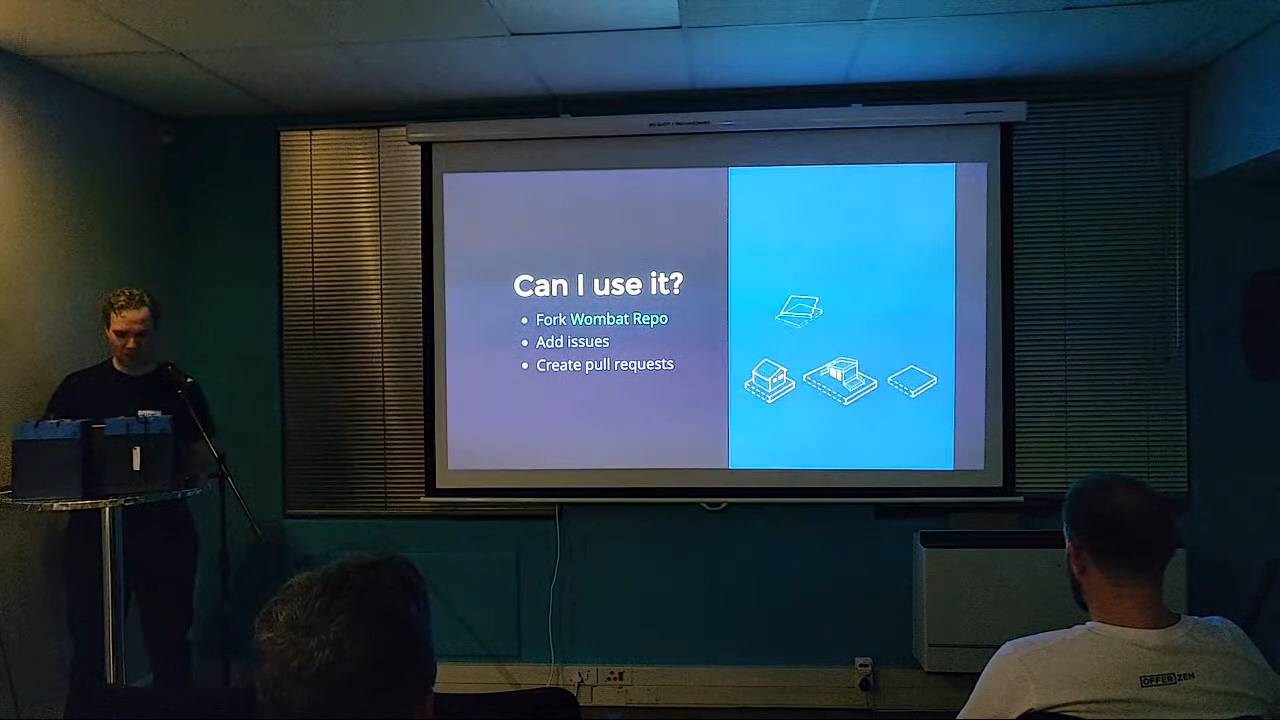 Can I use it?
• Fork Wombat Repo
• Add issues
• Create pull requests
OFFERZEN